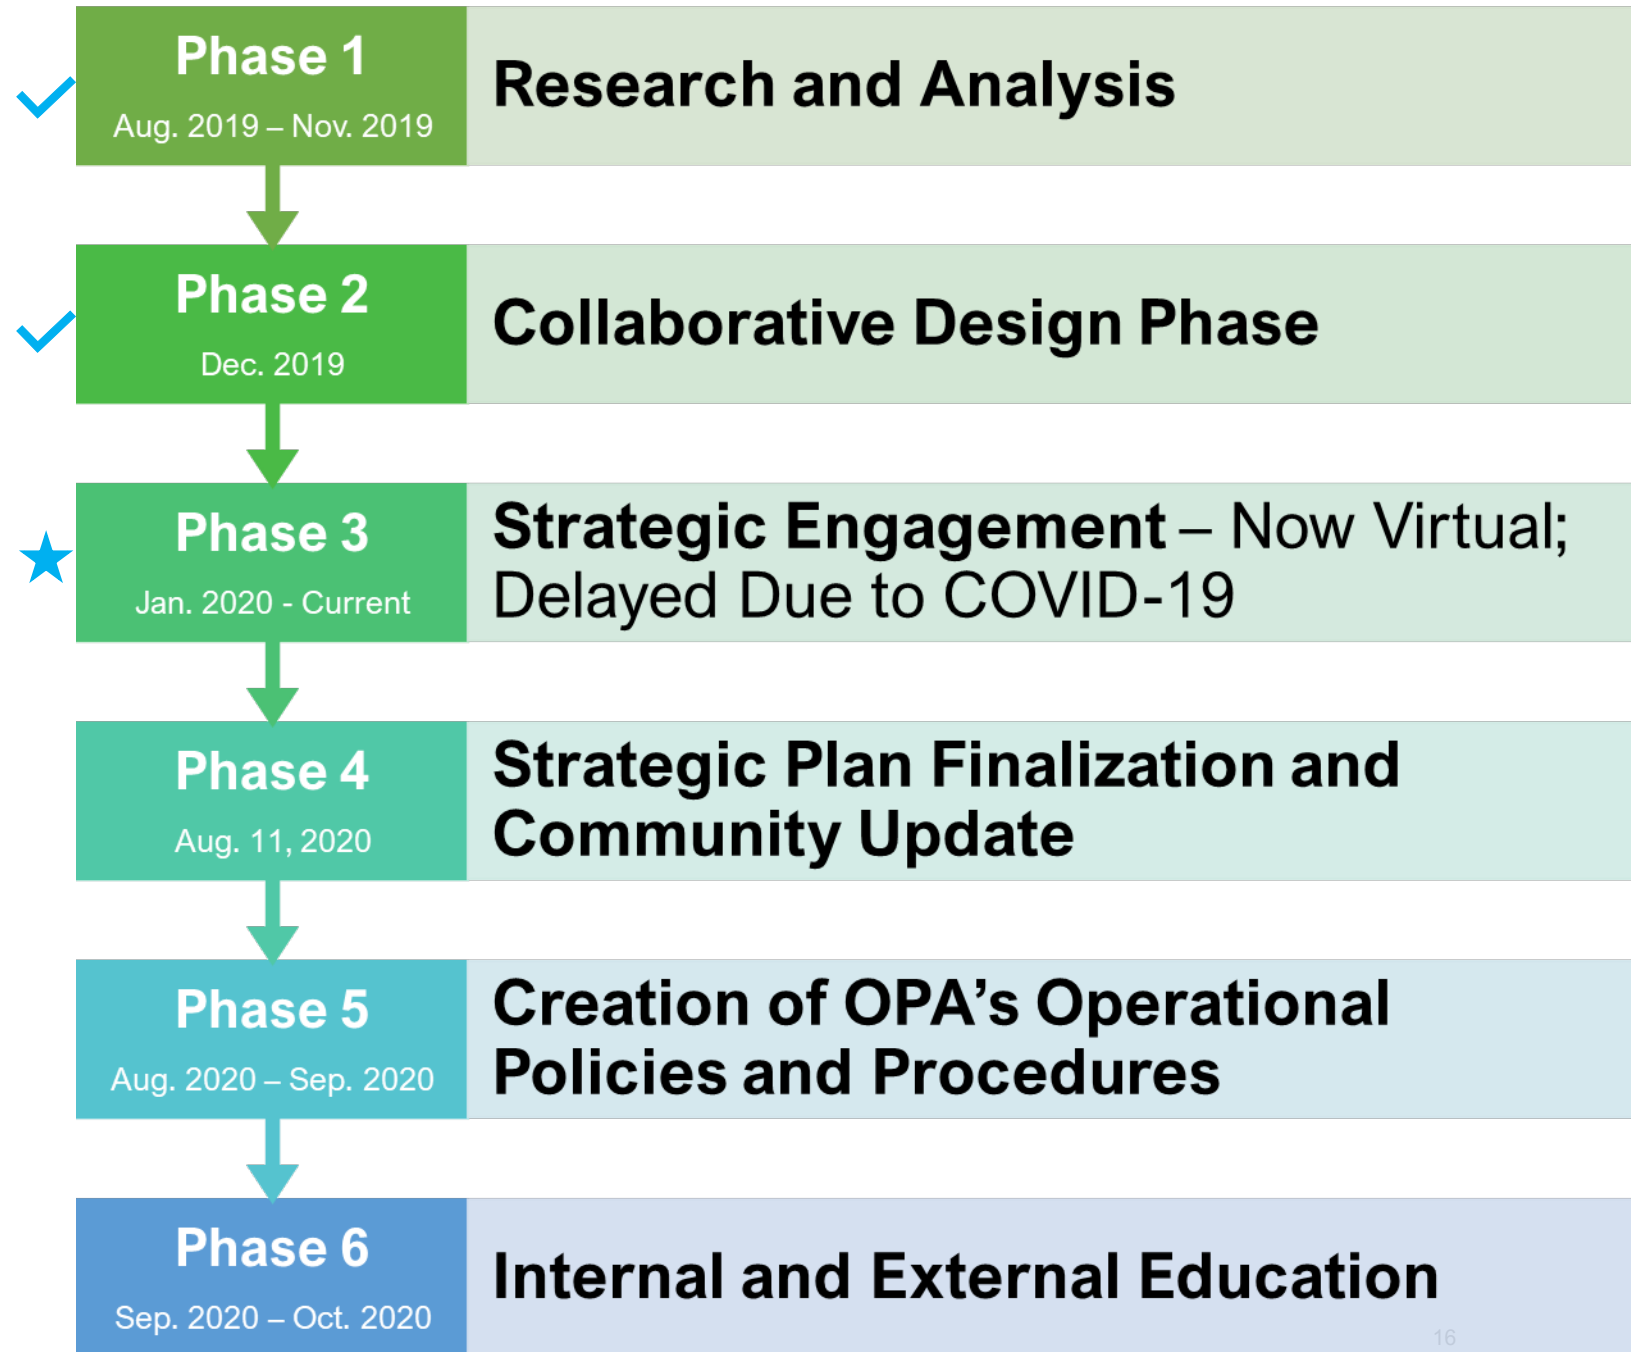 Phase 1
Aug. 2019 – Nov. 2019
Research and Analysis
Phase 2
Dec. 2019
Collaborative Design Phase
Phase 3
Jan. 2020 - Current
Strategic Engagement – Now Virtual;
Delayed Due to COVID-19
Phase 4
Aug. 11, 2020
Strategic Plan Finalization and
Community Update
Phase 5
Aug. 2020 – Sep. 2020
Creation of OPA’s Operational
Policies and Procedures
Phase 6
Sep. 2020 – Oct. 2020
Internal and External Education
16